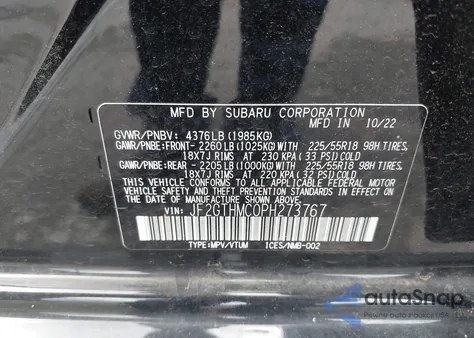 MFD BY SUBARU CORPORATION
GVWR/PNBV: 4376LB (1985KG) IN 10/22
GAWR/PNBE:FRONT- 2260LB (1025KG)WITH 225/55R18 98H TIRES,
18X7J RIMS AT 230 KPA ( 33 PSI)COLD
GAWR/PNBE:REAR - 2205LB (1000KG)WITH 225/55R18 98H TIRES,
18X7J RIMS AT 220 KPA ( 32 PSI)COLD
THIS VEHICLE CONFORMS TO ALL APPLICABLE
FEDERAL MOTOR VEHICLE SAFETY, BUMPER, AND
THEFT PREVENTION STANDARDS IN EFFECT ON THE
DATE OF MANUFACTURE SHOWN ABOVE.
VIN: JF2GTHMC0PH273767
TYPE:MPV/VTUM ICES/NMB-002
autoSnap